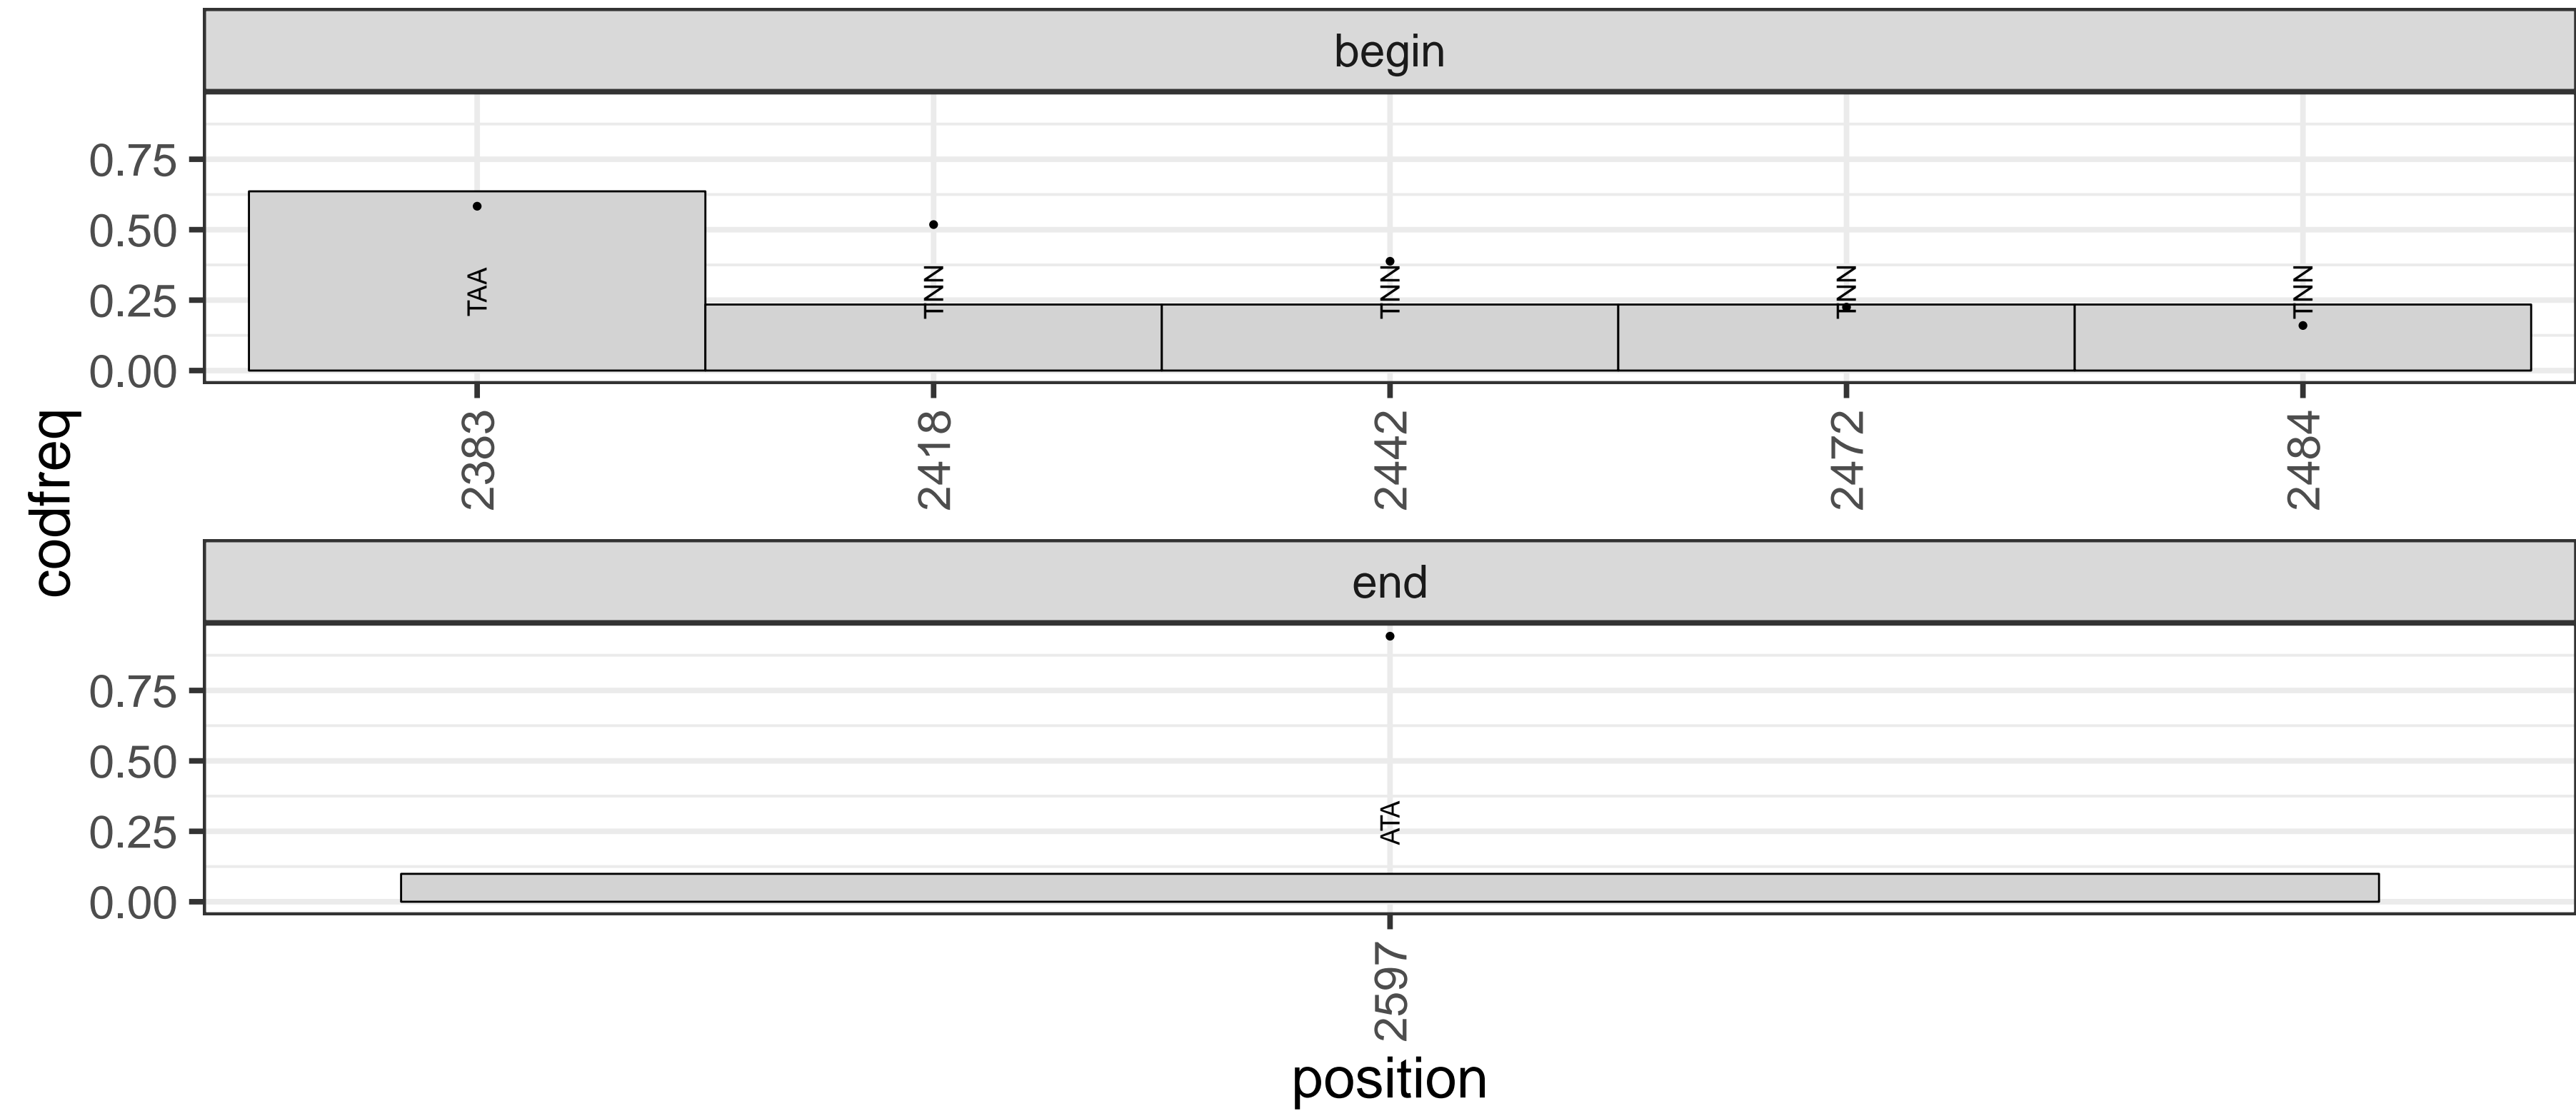 begin
codfreq
0.75
0.50
0.25
0.00
TAA
TNN
TNN
TNN
TNN
2383
2418
2442
2472
2484
end
0.75
0.50
0.25
0.00
ATA
2597
position